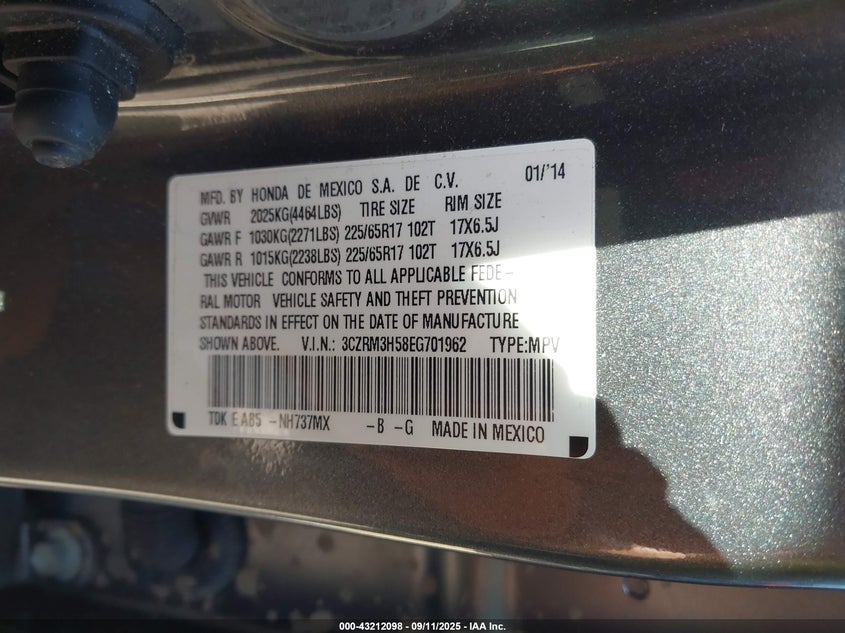 MFD. BY HONDA DE MEXICO S.A. DE C.V. 01/'14
GVWR 2025KG(4464LBS) TIRE SIZE RIM SIZE
GAWR F 1030KG(2271LBS) 225/65R17 102T 17X6.5J
GAWR R 1015KG(2238LBS) 225/65R17 102T 17X6.5J
THIS VEHICLE CONFORMS TO ALL APPLICABLE FEDE-
RAL MOTOR VEHICLE SAFETY AND THEFT PREVENTION
STANDARDS IN EFFECT ON THE DATE OF MANUFACTURE
SHOWN ABOVE. V.I.N.: 3CZRM3H58EG701962 TYPE:MPV
TDK E AB5 -NH737MX -B -G MADE IN MEXICO
000-43212098 - 09/11/2025 - IAA Inc.